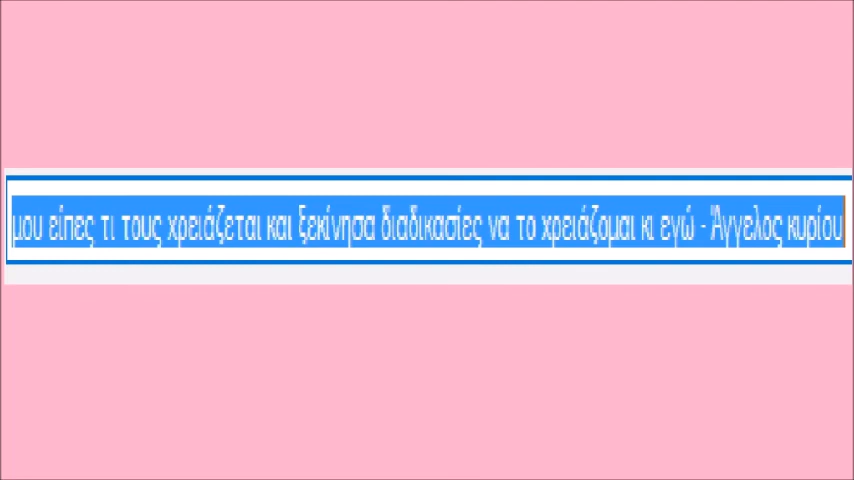 μου είπες τι τους χρειάζεται και ξεκίνησα διαδικασίες να το χρειάζομαι κι εγώ - Άγγελος κυρίου